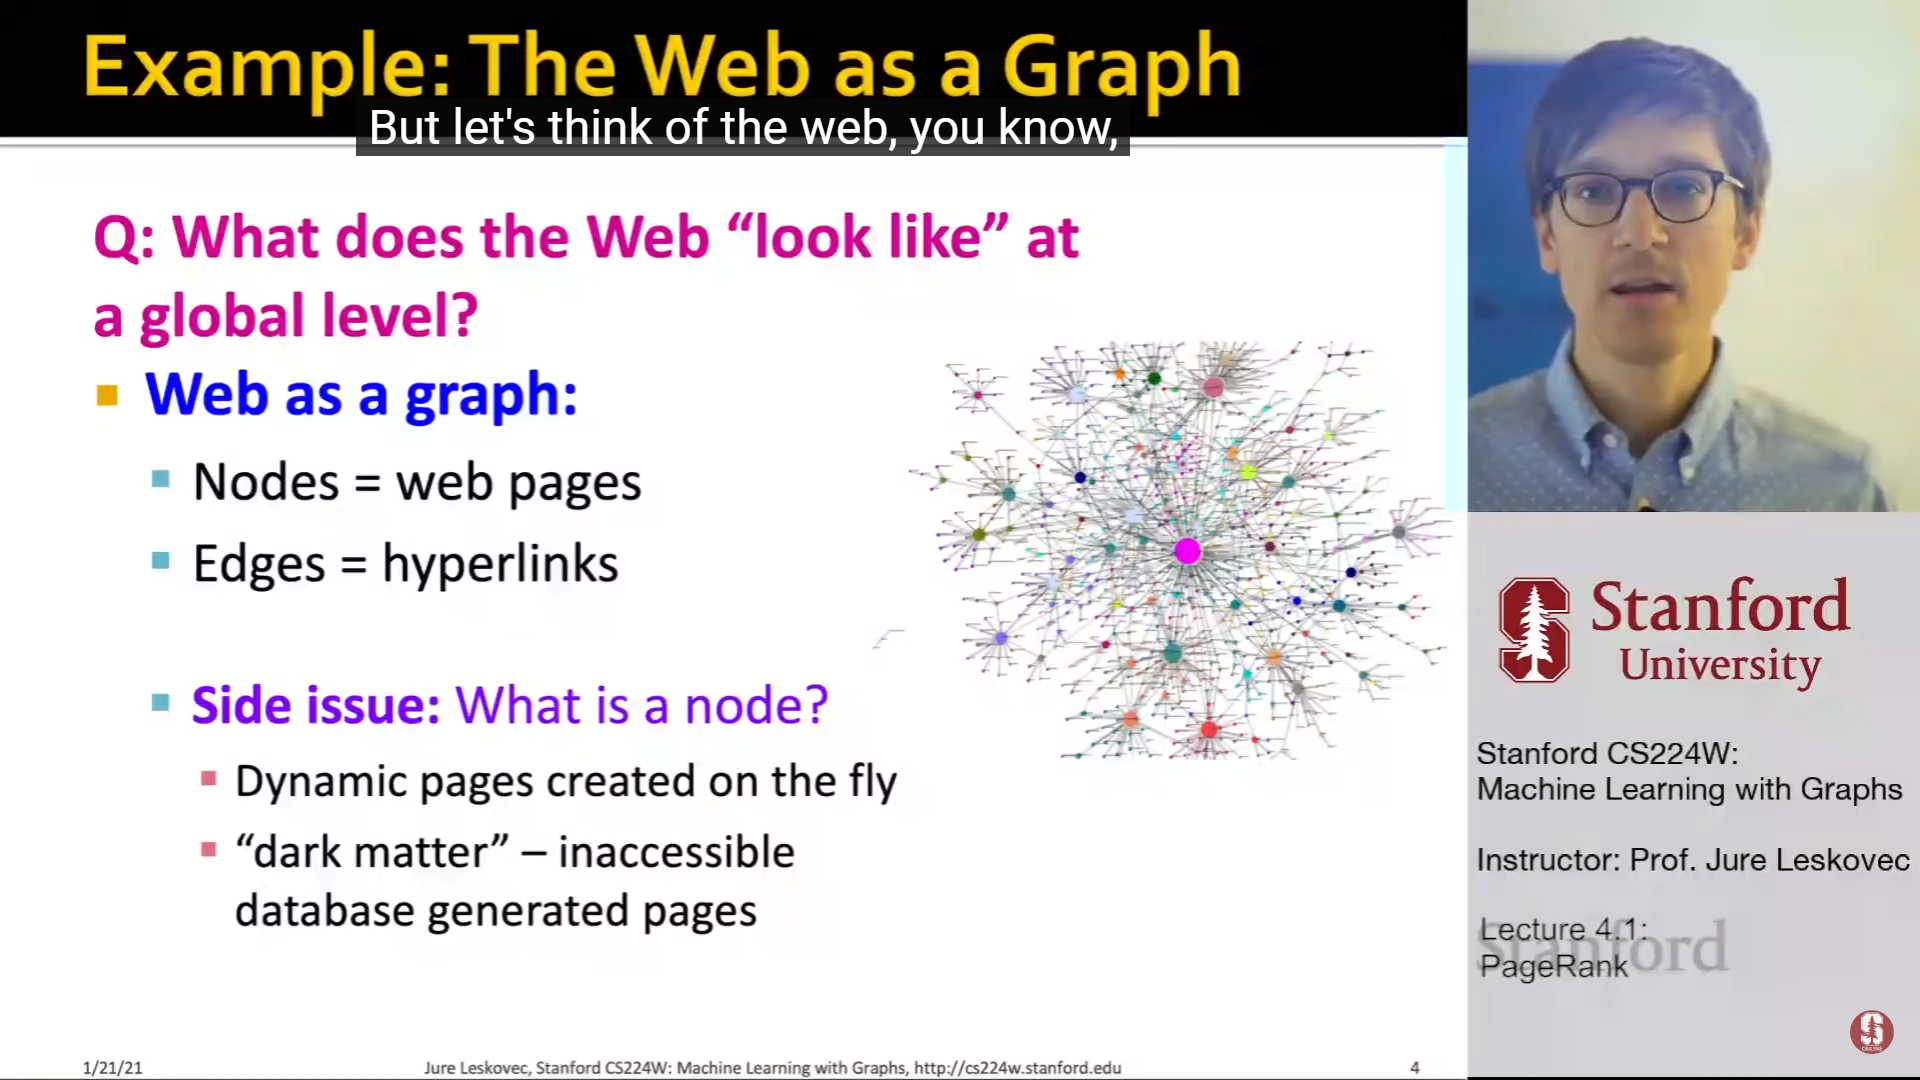 Example: The Web as a Graph
But let's think of the web, you know,
Q: What does the Web “look like” at
a global level?
Web as a graph:
Nodes = web pages
Edges = hyperlinks
Side issue: What is a node?
Dynamic pages created on the fly
“dark matter” – inaccessible
database generated pages
1/21/21
Jure Leskovec, Stanford CS224W: Machine Learning with Graphs, http://cs224w.stanford.edu
4
S
Stanford
University
Stanford CS224W:
Machine Learning with Graphs
Instructor: Prof. Jure Leskovec
Lecture 4.1:
Stanford
PageRank
S
ONLINE